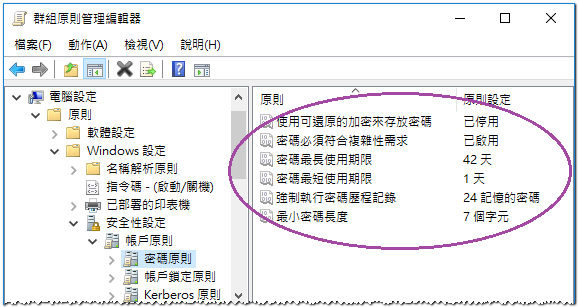 群組原則管理編輯器
檔案(F) 動作(A) 檢視(V) 說明(H)
電腦設定
原則
軟體設定
Windows 設定
名稱解析原則
指令碼 - (啟動/關機)
已部署的印表機
安全性設定
帳戶原則
密碼原則
帳戶鎖定原則
Kerberos 原則
原則 原則設定
使用可還原的加密來存放密碼 已停用
密碼必須符合複雜性需求 已啟用
密碼最長使用期限 42 天
密碼最短使用期限 1 天
強制執行密碼歷程記錄 24 記憶的密碼
最小密碼長度 7 個字元